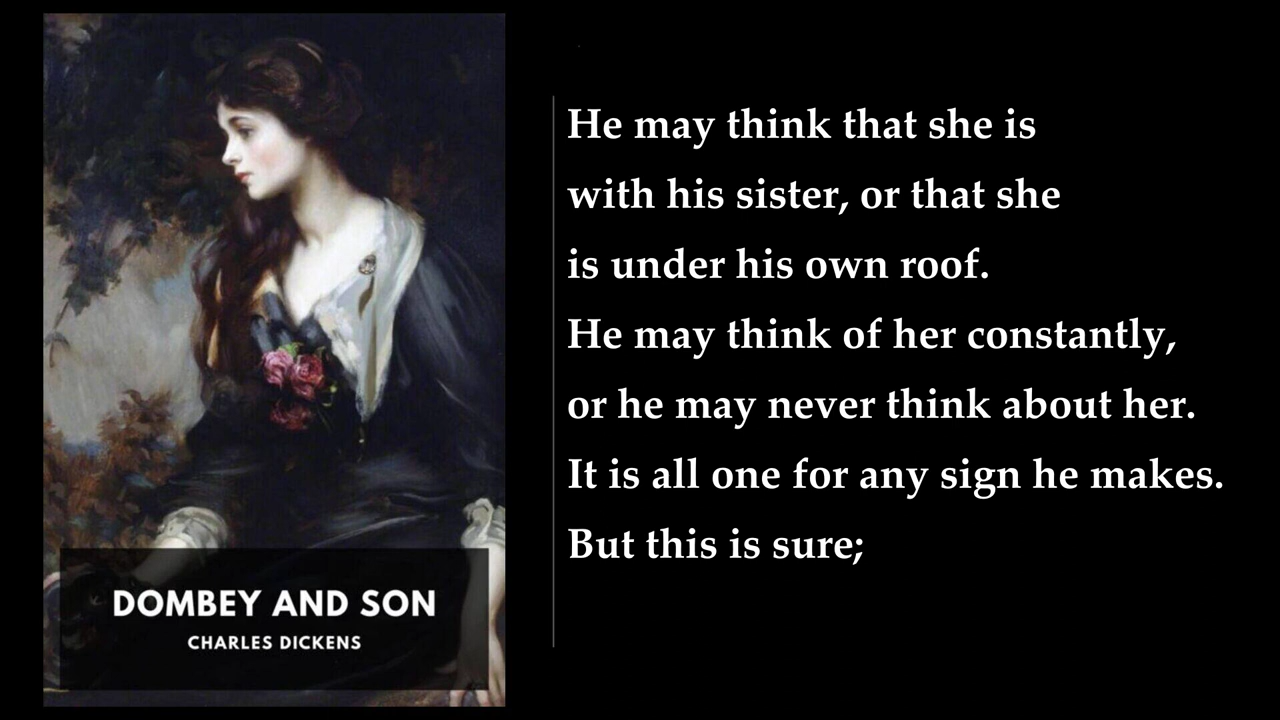 He may think that she is
with his sister, or that she
is under his own roof.
He may think of her constantly,
or he may never think about her.
It is all one for any sign he makes.
But this is sure;
DOMBEY AND SON
CHARLES DICKENS